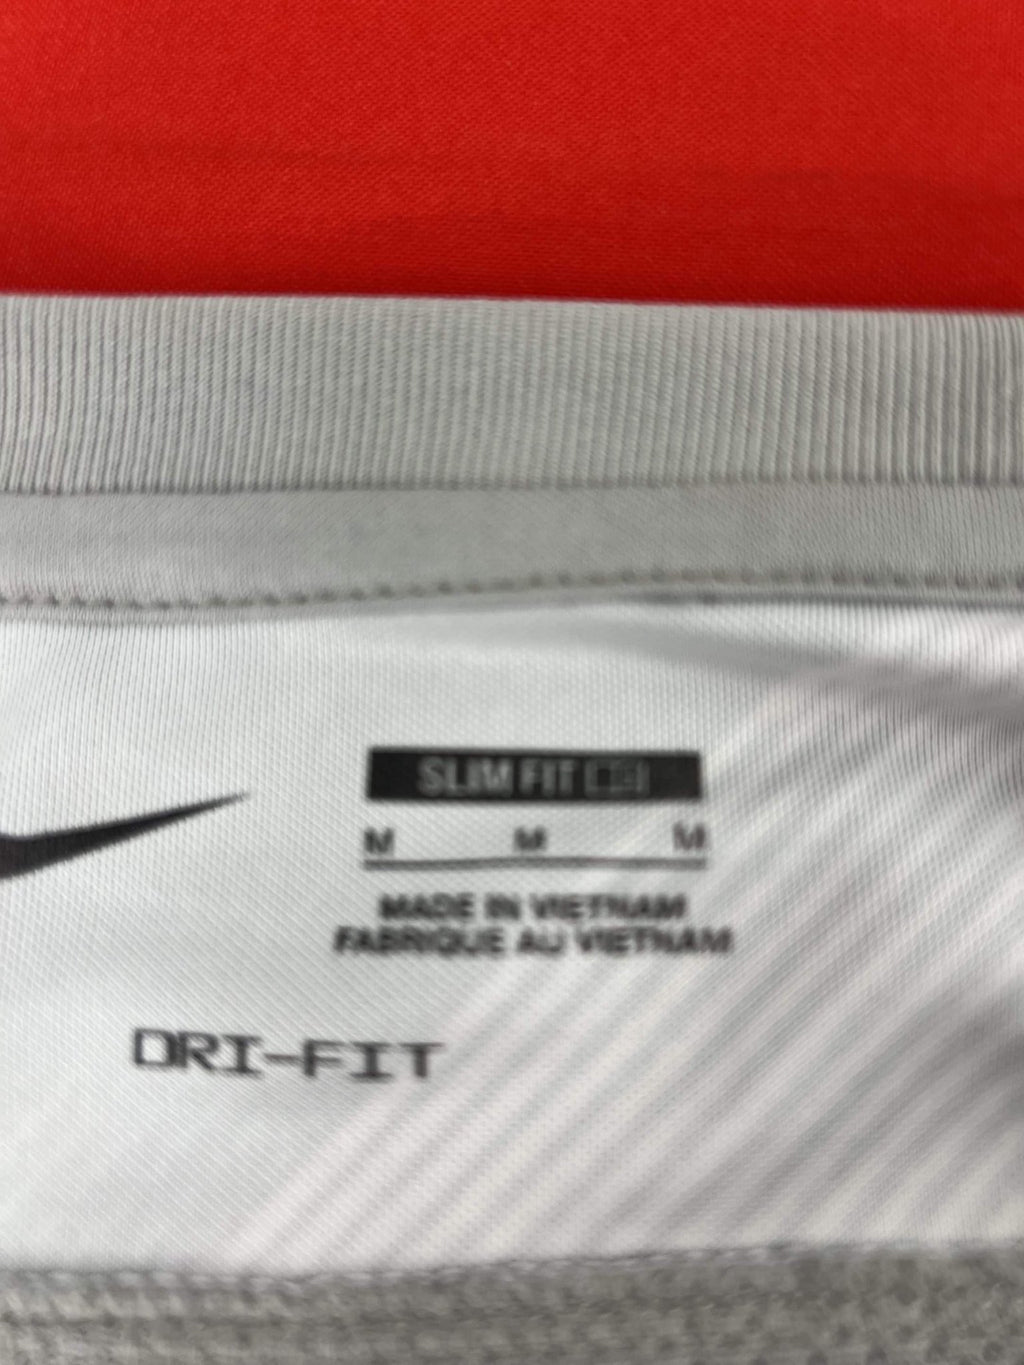 SLIM FIT
M M M
MADE IN VIETNAM
FABRIQUE AU VIETNAM
DRI-FIT